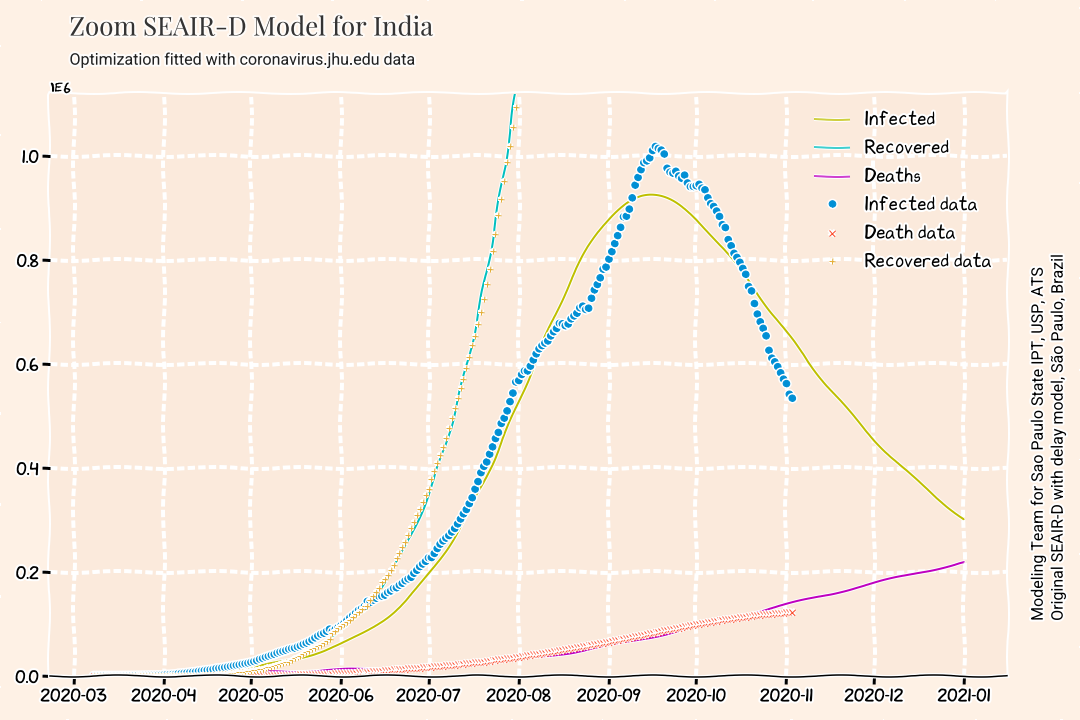 Zoom SEAIR-D Model for India
Optimization fitted with coronavirus.jhu.edu data
1E6
1.0
0.8
0.6
0.4
0.2
0.0
2020-03 2020-04 2020-05 2020-06 2020-07 2020-08 2020-09 2020-10 2020-11 2020-12 2021-01
Infected
Recovered
Deaths
Infected data
Death data
Recovered data
Modeling Team for Sao Paulo State IPT, USP, ATS
Original SEAIR-D with delay model, São Paulo, Brazil